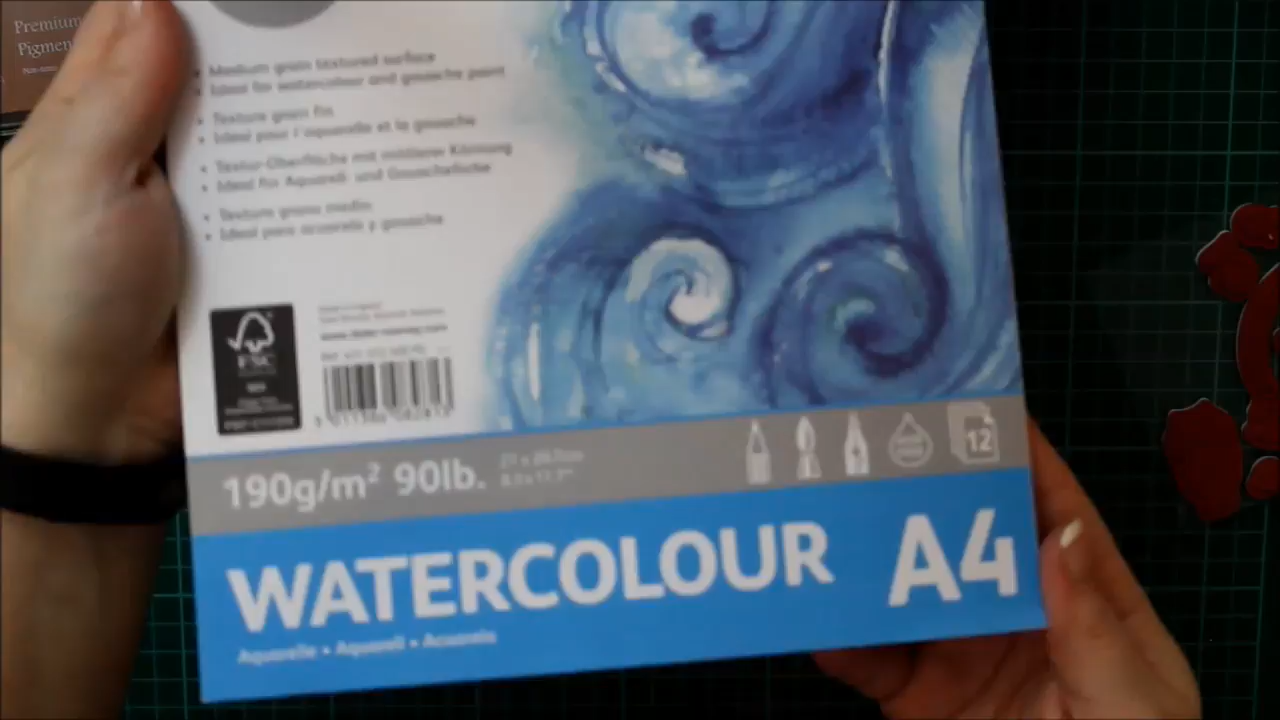 Premium
Pigmen
• Medium grain textured surface
• Ideal for watercolour and gouache paint
• Texture grain fin
• Idéal pour l'aquarelle et la gouache
• Textur-Oberfläche mit mittlerer Körnung
• Ideal für Aquarell- und Gouachefarbe
• Textura grano medio
• Ideal para acuarela y gouache
FSC
190g/m² 90lb.
12
WATERCOLOUR A4
Aquarelle • Aquarell • Acuarela